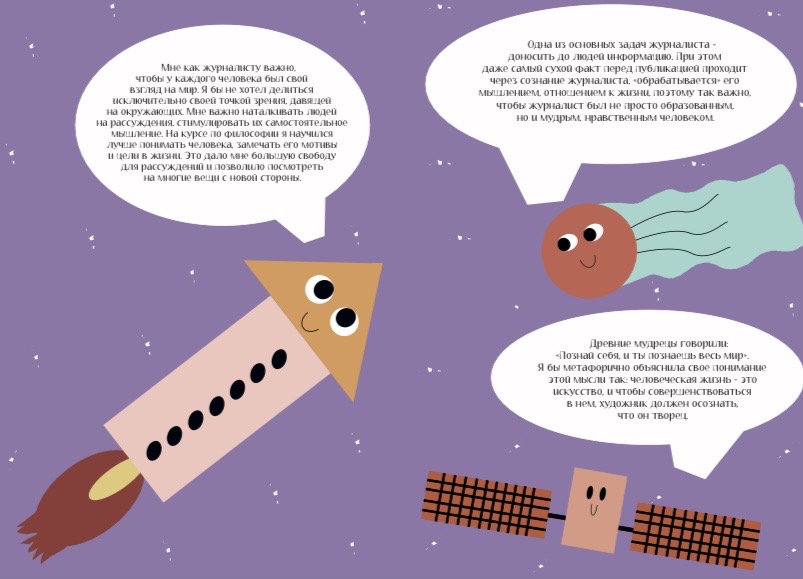 Мне как журналисту важно,
чтобы у каждого человека был свой
взгляд на мир. Я бы не хотел делиться
исключительно своей точкой зрения, давящей
на окружающих. Мне важно наталкивать людей
на рассуждения, стимулировать их самостоятельное
мышление. На курсе по философии я научился
лучше понимать человека, замечать его мотивы
и цели в жизни. Это дало мне большую свободу
для рассуждений и позволило посмотреть
на многие вещи с новой стороны.
Одна из основных задач журналиста -
доносить до людей информацию. При этом
даже самый сухой факт перед публикацией проходит
через сознание журналиста, «обрабатывается» его
мышлением, отношением к жизни, поэтому так важно,
чтобы журналист был не просто образованным,
но и мудрым, нравственным человеком.
Древние мудрецы говорили:
«Познай себя, и ты познаешь весь мир».
Я бы метафорично объяснила свое понимание
этой мысли так: человеческая жизнь - это
искусство, и чтобы совершенствоваться
в нем, художник должен осознать,
что он творец.